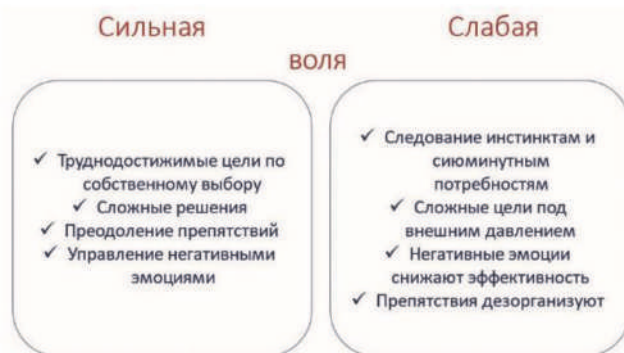 Сильная
Слабая
воля
✓ Труднодостижимые цели по
собственному выбору
✓ Сложные решения
✓ Преодоление препятствий
✓ Управление негативными
эмоциями
✓ Следование инстинктам и
сиюминутным
потребностям
✓ Сложные цели под
внешним давлением
✓ Негативные эмоции
снижают эффективность
✓ Препятствия дезорганизуют